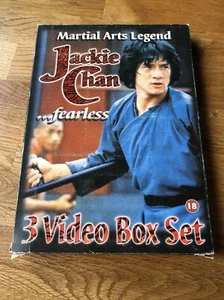 Martial Arts Legend
Jackie
Chan
...fearless
18
3 Video Box Set